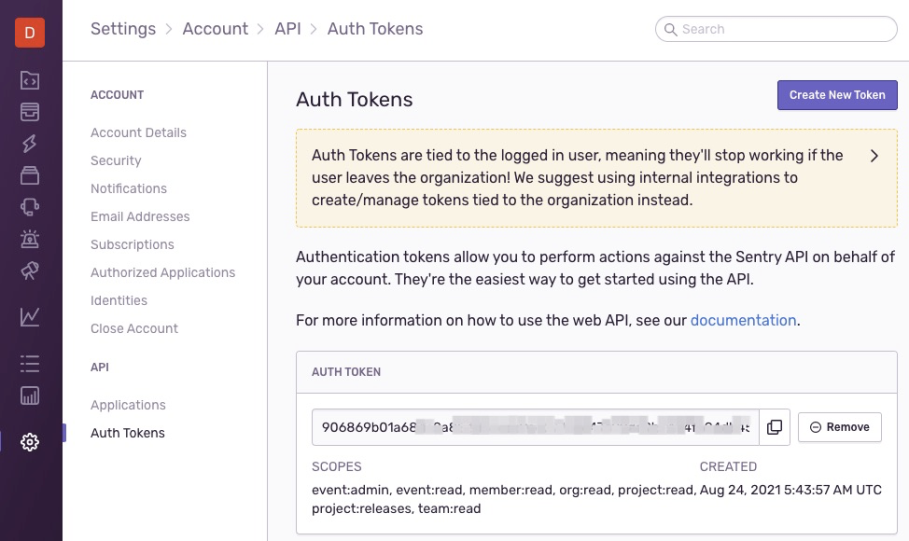 D
Settings > Account > API > Auth Tokens
Search
ACCOUNT
Account Details
Security
Notifications
Email Addresses
Subscriptions
Authorized Applications
Identities
Close Account
API
Applications
Auth Tokens
Auth Tokens
Create New Token
Auth Tokens are tied to the logged in user, meaning they'll stop working if the
user leaves the organization! We suggest using internal integrations to
create/manage tokens tied to the organization instead.
Authentication tokens allow you to perform actions against the Sentry API on behalf of
your account. They're the easiest way to get started using the API.
For more information on how to use the web API, see our documentation.
AUTH TOKEN
906869b01a68
Remove
SCOPES
CREATED
event:admin, event:read, member:read, org:read, project:read, Aug 24, 2021 5:43:57 AM UTC
project:releases, team:read